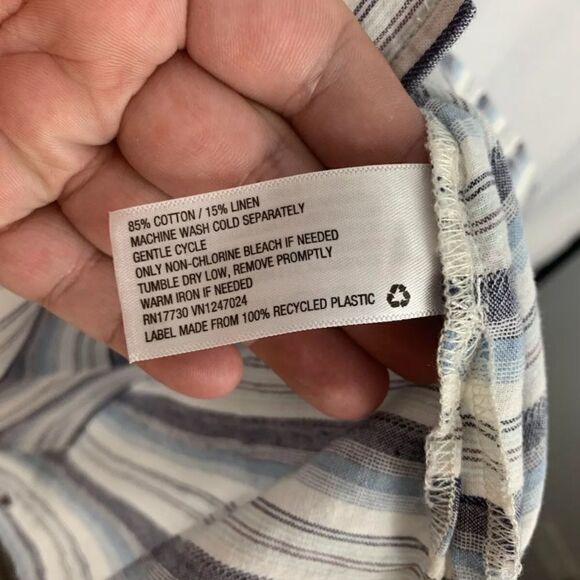 85% COTTON / 15% LINEN
MACHINE WASH COLD SEPARATELY
GENTLE CYCLE
ONLY NON-CHLORINE BLEACH IF NEEDED
TUMBLE DRY LOW, REMOVE PROMPTLY
WARM IRON IF NEEDED
RN17730 VN1247024
LABEL MADE FROM 100% RECYCLED PLASTIC